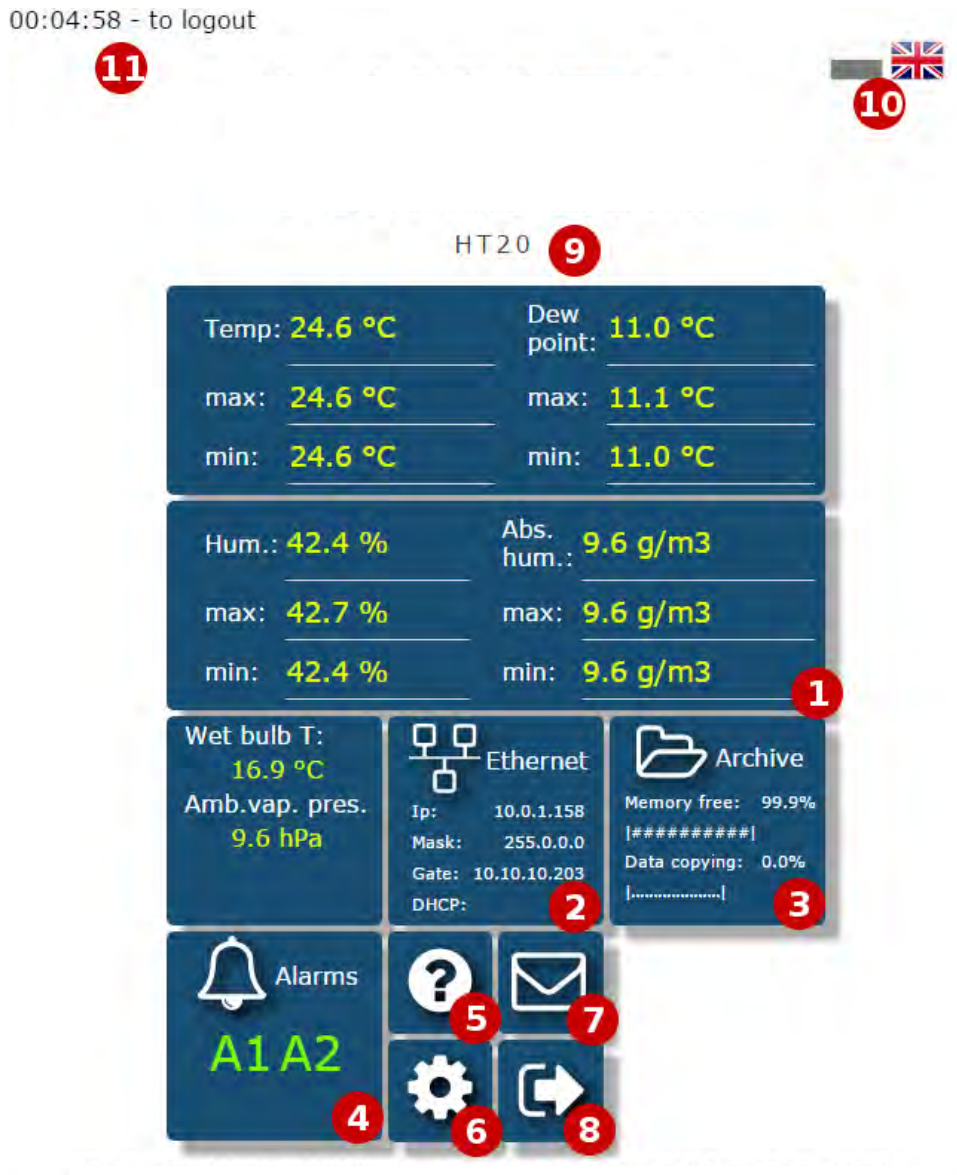 00:04:58 - to logout
11
10
HT20 9
Temp: 24.6 °C Dew point: 11.0 °C
max: 24.6 °C max: 11.1 °C
min: 24.6 °C min: 11.0 °C
Hum.: 42.4 % Abs. hum.: 9.6 g/m3
max: 42.7 % max: 9.6 g/m3
min: 42.4 % min: 9.6 g/m3
1
Wet bulb T:
16.9 °C
Amb.vap. pres.
9.6 hPa
Ethernet
Ip: 10.0.1.158
Mask: 255.0.0.0
Gate: 10.10.10.203
DHCP:
2
Archive
Memory free: 99.9%
|##########|
Data copying: 0.0%
|....................|
3
Alarms
A1 A2
4
?
5
7
6
8